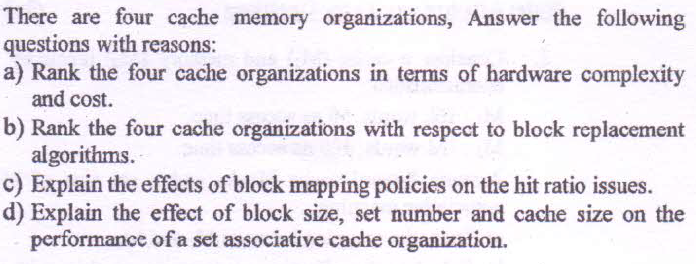 There are four cache memory organizations, Answer the following
questions with reasons:
a) Rank the four cache organizations in terms of hardware complexity
and cost.
b) Rank the four cache organizations with respect to block replacement
algorithms.
c) Explain the effects of block mapping policies on the hit ratio issues.
d) Explain the effect of block size, set number and cache size on the
performance of a set associative cache organization.